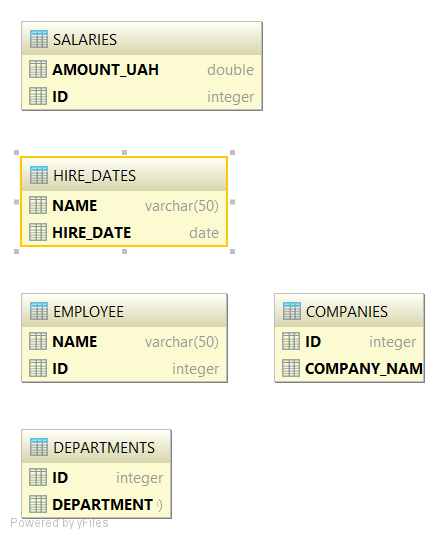 SALARIES
AMOUNT_UAH double
ID integer
HIRE_DATES
NAME varchar(50)
HIRE_DATE date
EMPLOYEE
NAME varchar(50)
ID integer
COMPANIES
ID integer
COMPANY_NAM
DEPARTMENTS
ID integer
DEPARTMENT )
Powered by yFiles